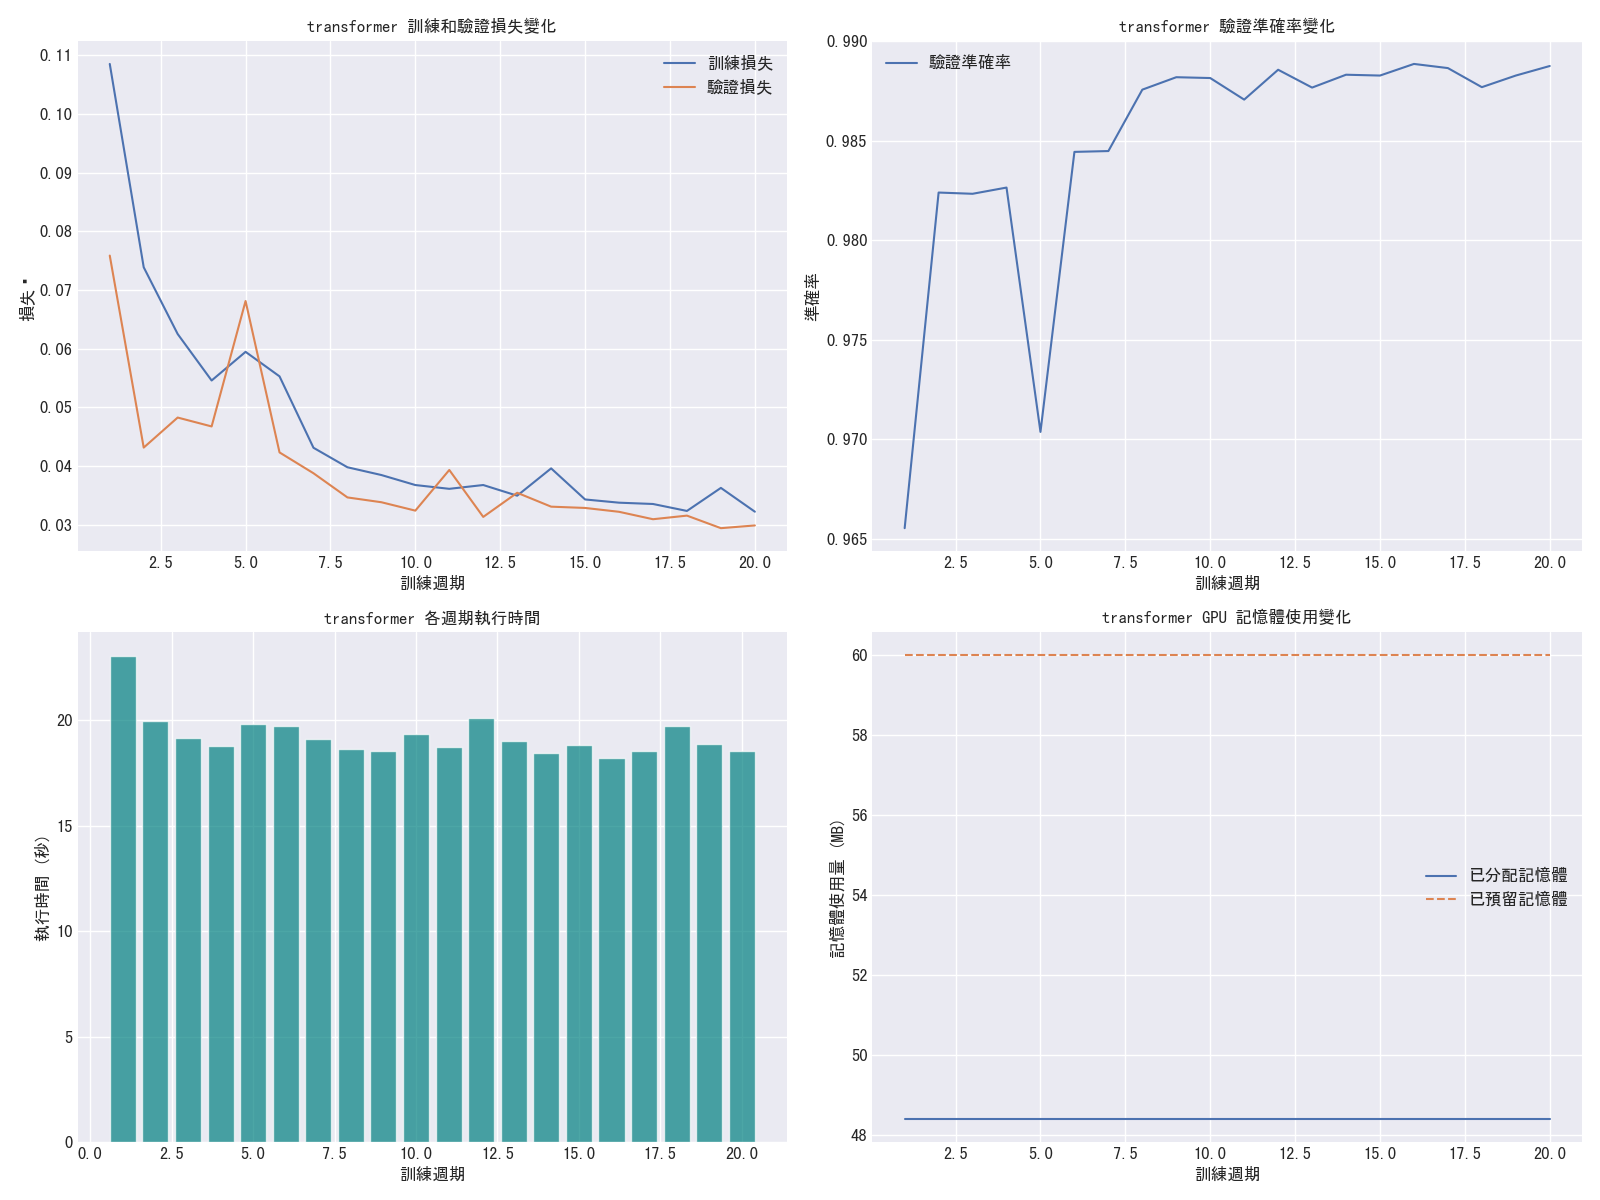 transformer 訓練和驗證損失變化
訓練損失
驗證損失
0.11
0.10
0.09
0.08
0.07
0.06
0.05
0.04
0.03
損失
2.5 5.0 7.5 10.0 12.5 15.0 17.5 20.0
訓練週期
transformer 驗證準確率變化
驗證準確率
0.990
0.985
0.980
0.975
0.970
0.965
準確率
2.5 5.0 7.5 10.0 12.5 15.0 17.5 20.0
訓練週期
transformer 各週期執行時間
20
15
10
5
0
執行時間 (秒)
0.0 2.5 5.0 7.5 10.0 12.5 15.0 17.5 20.0
訓練週期
transformer GPU 記憶體使用變化
已分配記憶體
已預留記憶體
60
58
56
54
52
50
48
記憶體使用量 (MB)
2.5 5.0 7.5 10.0 12.5 15.0 17.5 20.0
訓練週期